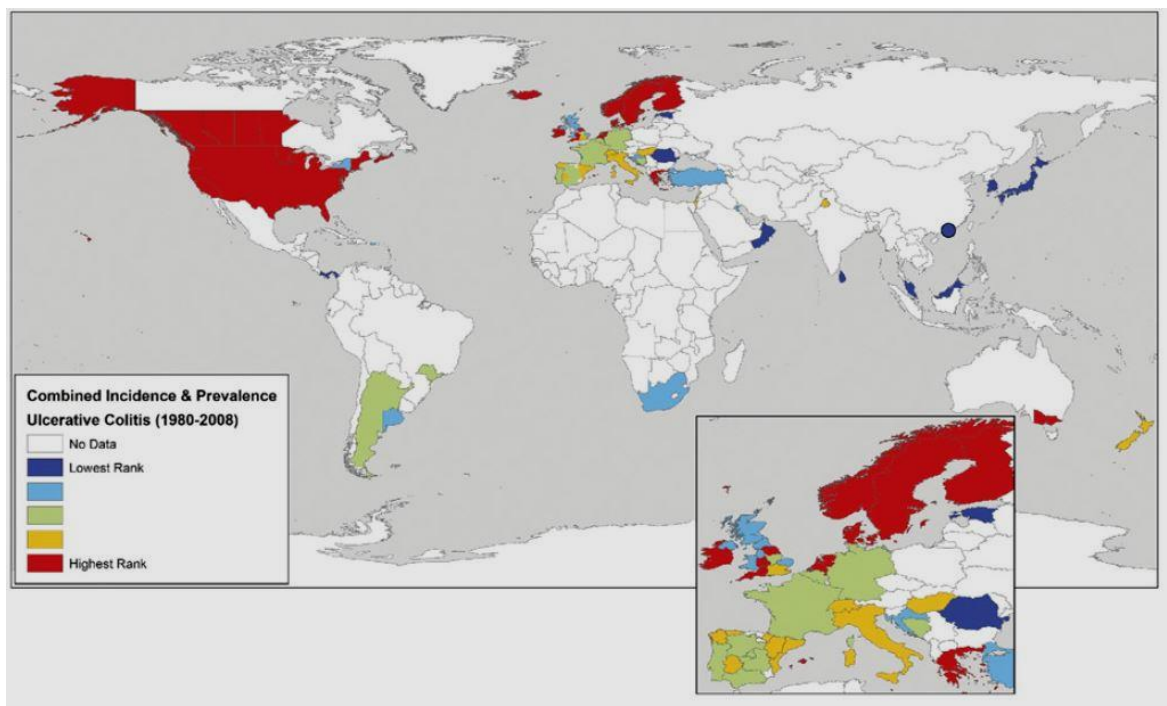 Combined Incidence & Prevalence
Ulcerative Colitis (1980-2008)
No Data
Lowest Rank
Highest Rank